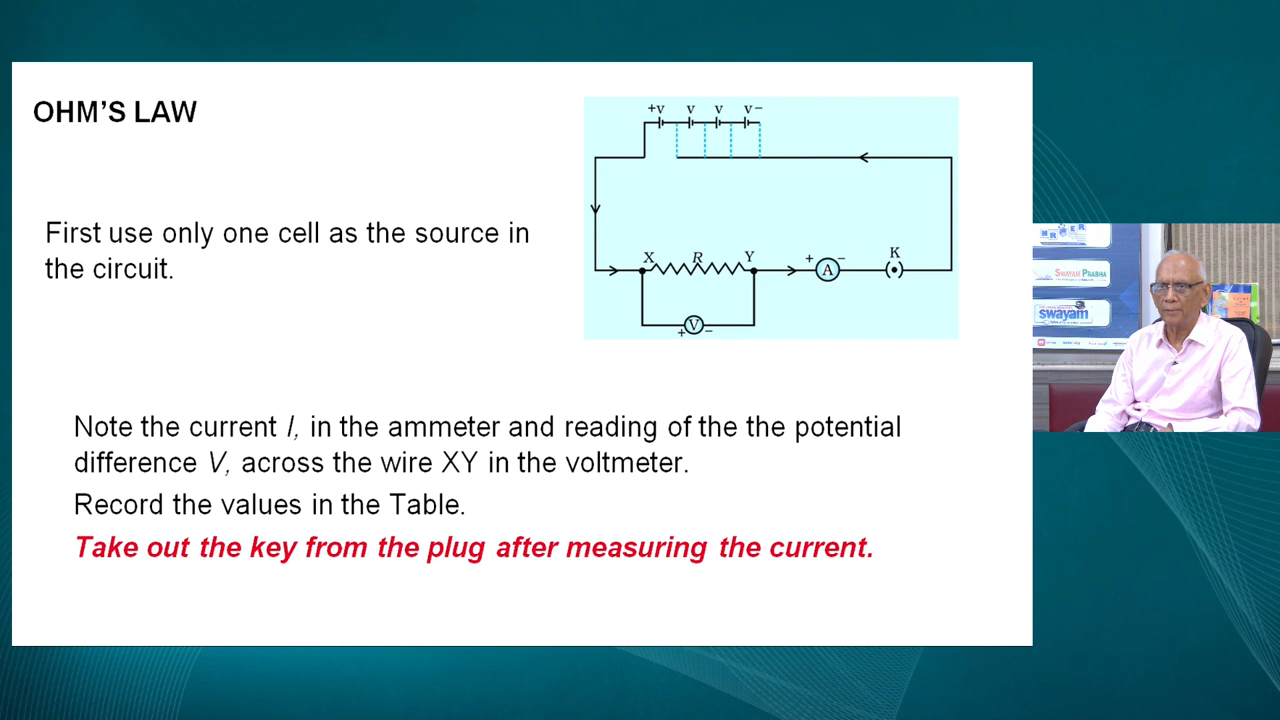 OHM'S LAW
+v v v v−
First use only one cell as the source in
the circuit.
X R Y + A − K
+ V −
Note the current I, in the ammeter and reading of the the potential
difference V, across the wire XY in the voltmeter.
Record the values in the Table.
Take out the key from the plug after measuring the current.
SWAYAM PRABHA
swayam